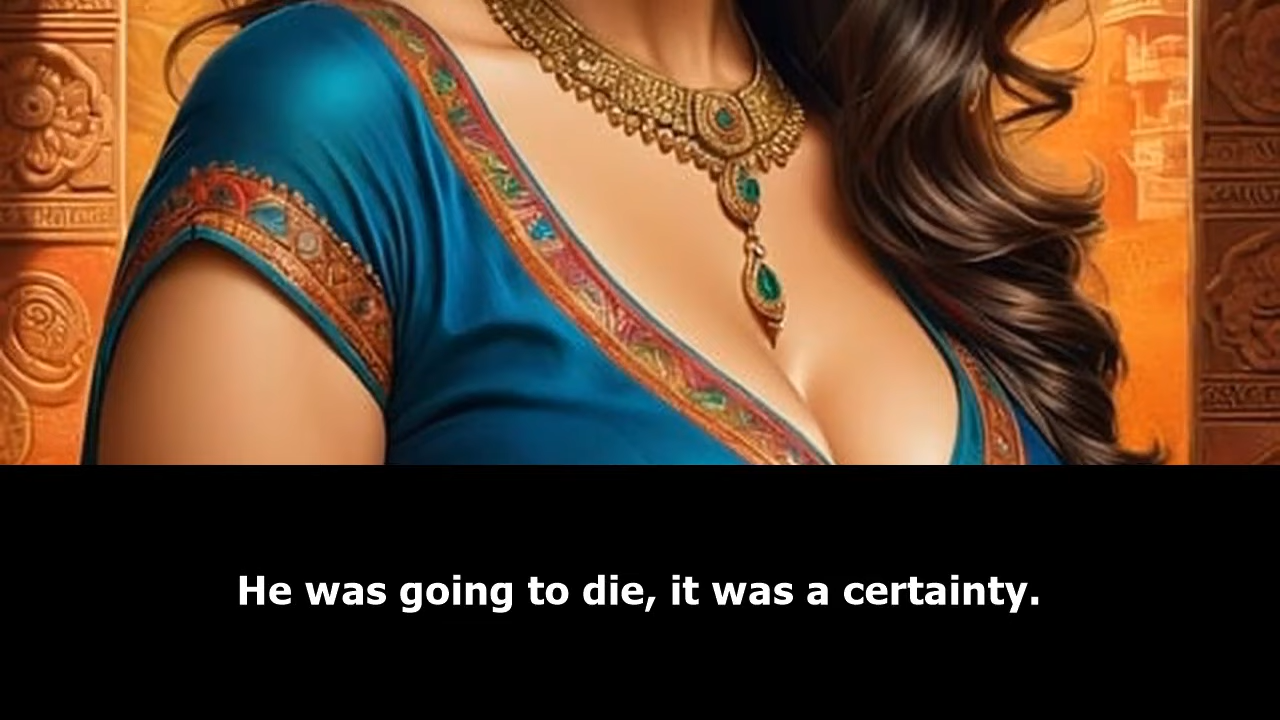 He was going to die, it was a certainty.